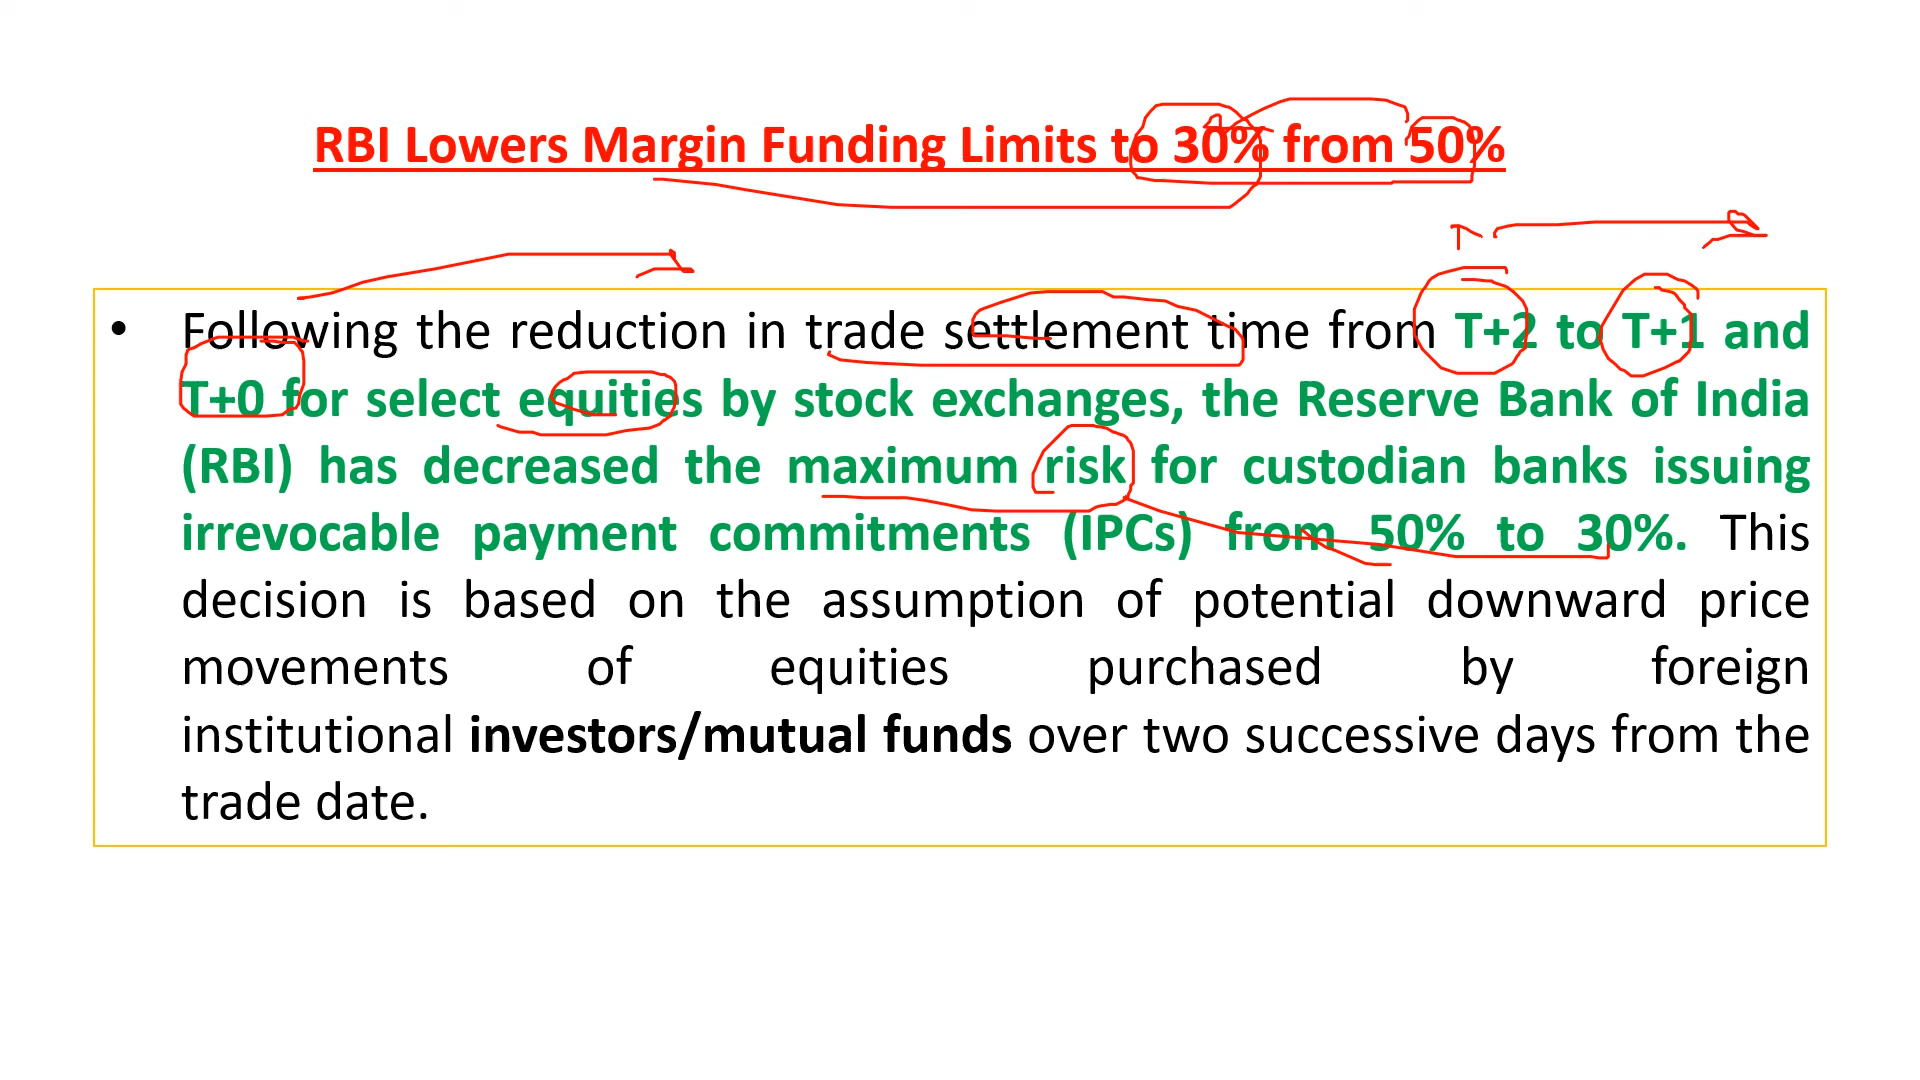 RBI Lowers Margin Funding Limits to 30% from 50%
• Following the reduction in trade settlement time from T+2 to T+1 and
T+0 for select equities by stock exchanges, the Reserve Bank of India
(RBI) has decreased the maximum risk for custodian banks issuing
irrevocable payment commitments (IPCs) from 50% to 30%. This
decision is based on the assumption of potential downward price
movements of equities purchased by foreign
institutional investors/mutual funds over two successive days from the
trade date.